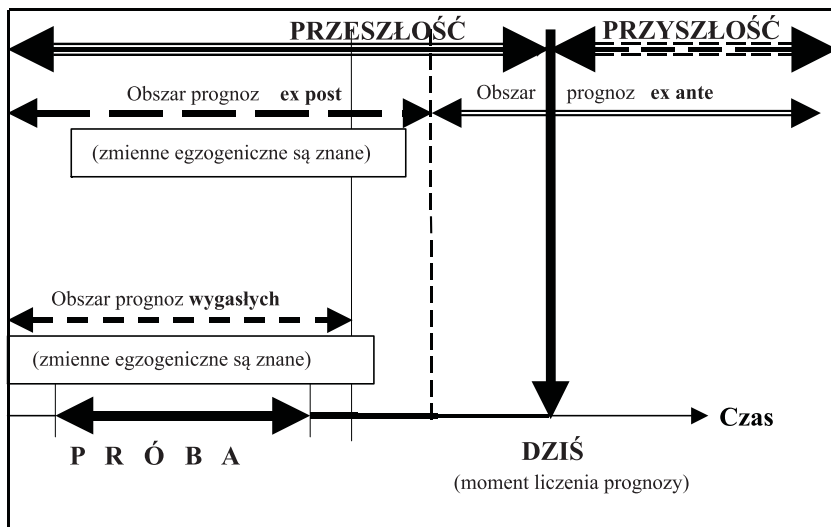 PRZESZŁOŚĆ PRZYSZŁOŚĆ
Obszar prognoz ex post
Obszar prognoz ex ante
(zmienne egzogeniczne są znane)
Obszar prognoz wygasłych
(zmienne egzogeniczne są znane)
Czas
P R Ó B A
DZIŚ
(moment liczenia prognozy)